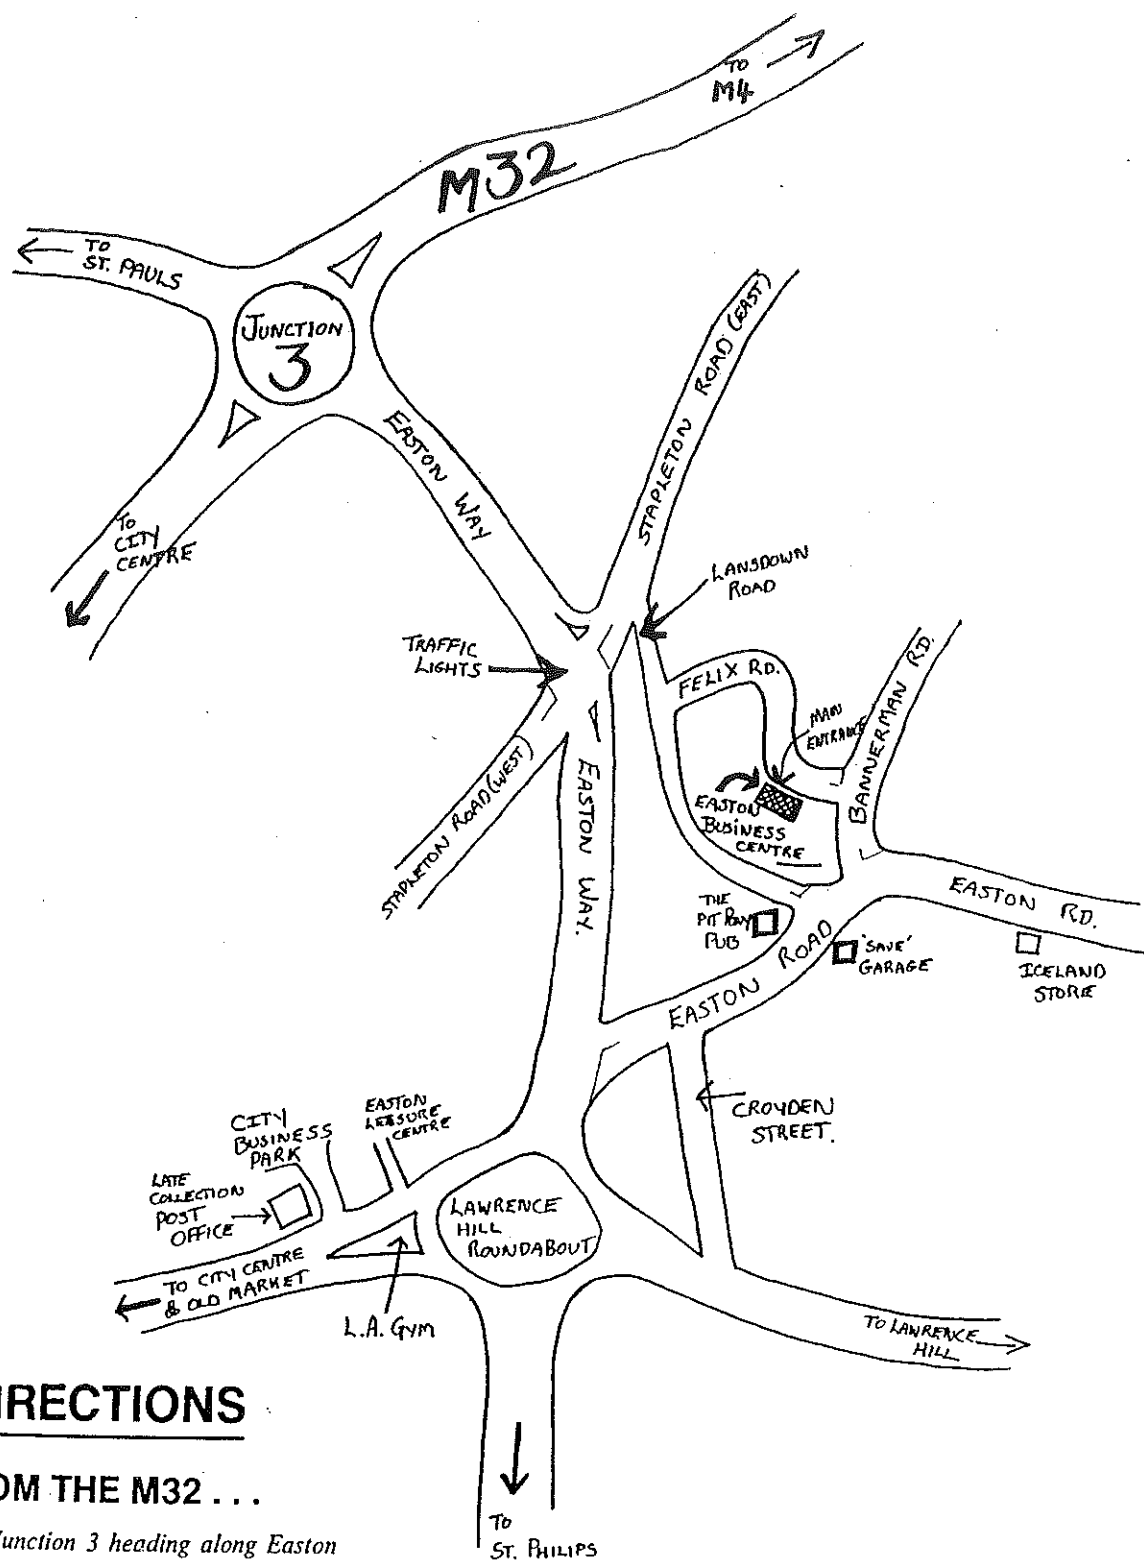 TO
M4
M32
TO
ST. PAULS
JUNCTION
3
STAPLETON ROAD (EAST)
EASTON WAY
To
CITY
CENTRE
LANSDOWN
ROAD
TRAFFIC
LIGHTS
FELIX RD.
BANNERMAN RD.
MAIN
ENTRANCE
STAPLETON ROAD (WEST)
EASTON WAY.
EASTON
BUSINESS
CENTRE
EASTON RD.
THE
PIT PONY
PUB
EASTON ROAD
'SAVE'
GARAGE
ICELAND
STORE
CROYDEN
STREET.
CITY
BUSINESS
PARK
EASTON
LEISURE
CENTRE
LATE
COLLECTION
POST
OFFICE
LAWRENCE
HILL
ROUNDABOUT
TO CITY CENTRE
& OLD MARKET
L.A. GYM
TO LAWRENCE
HILL
IRECTIONS
OM THE M32 . . .
Junction 3 heading along Easton
TO
ST. PHILIPS